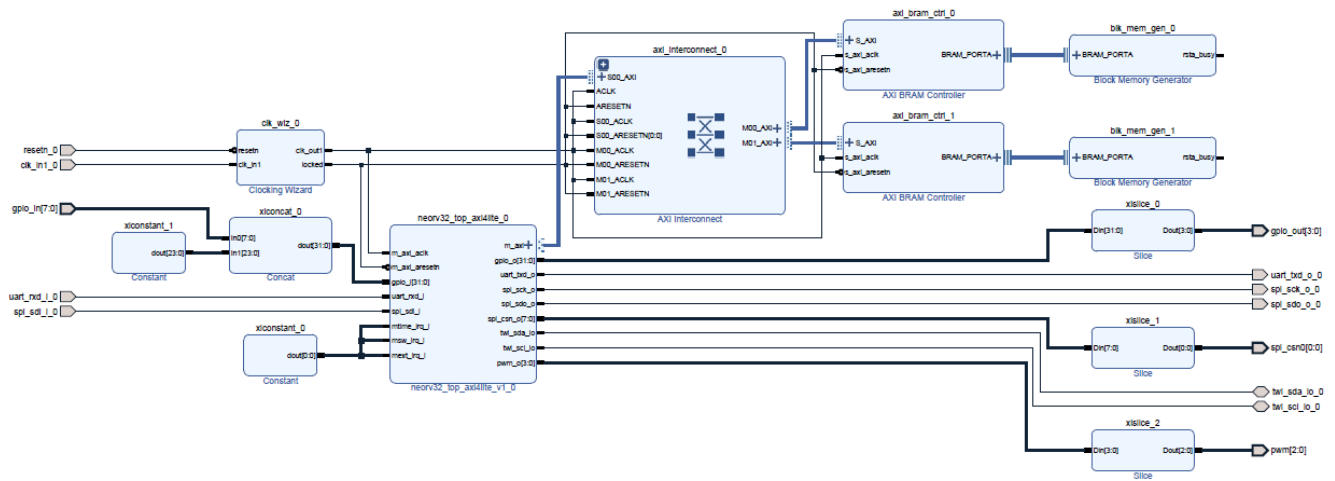 axi_bram_ctrl_0
S_AXI
s_axi_aclk
s_axi_aresetn
BRAM_PORTA
AXI BRAM Controller
blk_mem_gen_0
BRAM_PORTA
rsta_busy
Block Memory Generator
axi_interconnect_0
S00_AXI
ACLK
ARESETN
S00_ACLK
S00_ARESETN[0:0]
M00_ACLK
M00_ARESETN
M01_ACLK
M01_ARESETN
M00_AXI
M01_AXI
AXI Interconnect
axi_bram_ctrl_1
S_AXI
s_axi_aclk
s_axi_aresetn
BRAM_PORTA
AXI BRAM Controller
blk_mem_gen_1
BRAM_PORTA
rsta_busy
Block Memory Generator
resetn_0
clk_in1_0
clk_wiz_0
resetn
clk_in1
clk_out1
locked
Clocking Wizard
gpio_in[7:0]
xlconstant_1
dout[23:0]
Constant
xlconcat_0
In0[7:0]
In1[23:0]
dout[31:0]
Concat
uart_rxd_i_0
spi_sdi_i_0
xlconstant_0
dout[0:0]
Constant
neorv32_top_axi4lite_0
m_axi_aclk
m_axi_aresetn
gpio_i[31:0]
uart_rxd_i
spi_sdi_i
mtime_irq_i
msw_irq_i
mext_irq_i
m_axi
gpio_o[31:0]
uart_txd_o
spi_sck_o
spi_sdo_o
spi_csn_o[7:0]
twi_sda_io
twi_scl_io
pwm_o[3:0]
neorv32_top_axi4lite_v1_0
xlslice_0
Din[31:0]
Dout[3:0]
Slice
gpio_out[3:0]
uart_txd_o_0
spi_sck_o_0
spi_sdo_o_0
xlslice_1
Din[7:0]
Dout[0:0]
Slice
spi_csn0[0:0]
twi_sda_io_0
twi_scl_io_0
xlslice_2
Din[3:0]
Dout[2:0]
Slice
pwm[2:0]